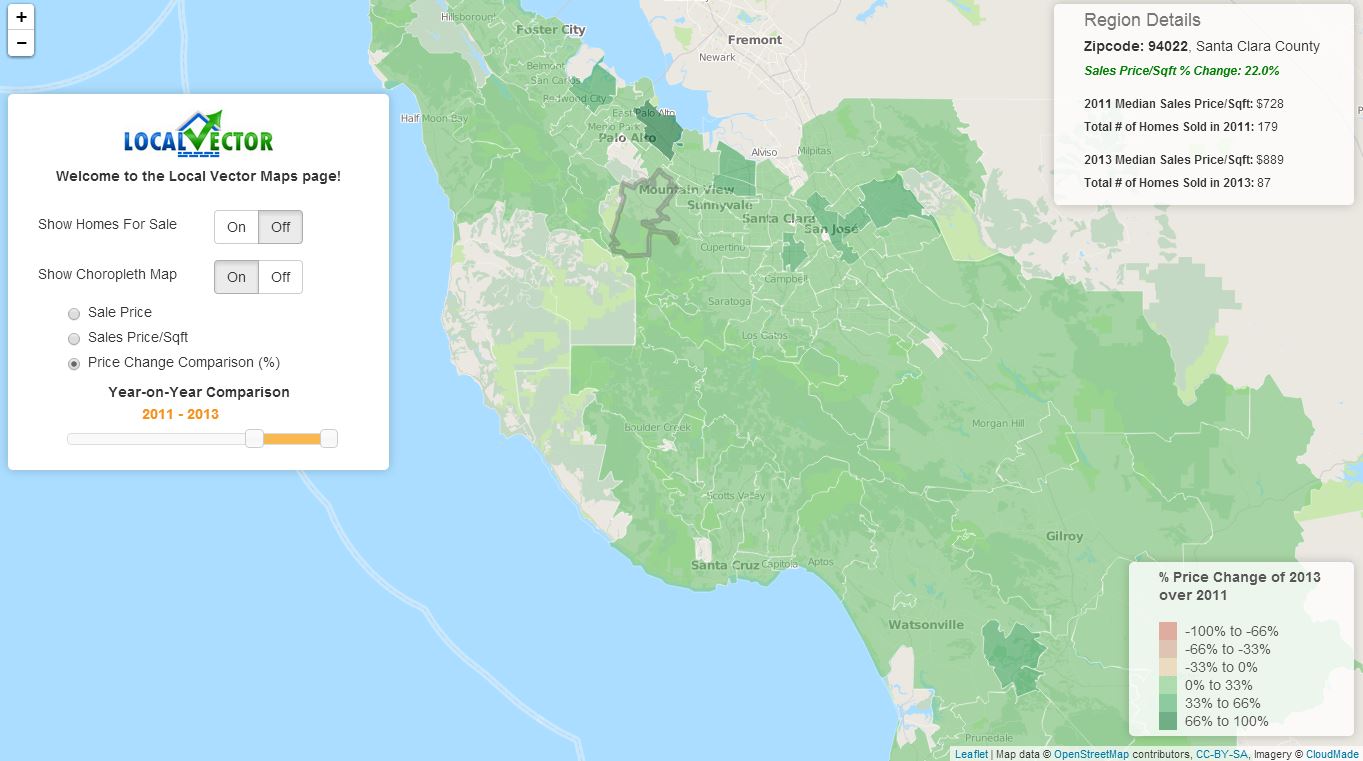 +
−
LOCALVECTOR
Welcome to the Local Vector Maps page!
Show Homes For Sale
On
Off
Show Choropleth Map
On
Off
Sale Price
Sales Price/Sqft
Price Change Comparison (%)
Year-on-Year Comparison
2011 - 2013
Hillsborough
Foster City
Fremont
Newark
Belmont
San Carlos
Redwood City
Half Moon Bay
East Palo Alto
Menlo Park
Palo Alto
Alviso
Milpitas
Mountain View
Sunnyvale
Santa Clara
San José
Cupertino
Campbell
Saratoga
Los Gatos
Boulder Creek
Morgan Hill
Scotts Valley
Gilroy
Santa Cruz
Capitola
Aptos
Watsonville
Prunedale
Region Details
Zipcode: 94022, Santa Clara County
Sales Price/Sqft % Change: 22.0%
2011 Median Sales Price/Sqft: $728
Total # of Homes Sold in 2011: 179
2013 Median Sales Price/Sqft: $889
Total # of Homes Sold in 2013: 87
% Price Change of 2013
over 2011
-100% to -66%
-66% to -33%
-33% to 0%
0% to 33%
33% to 66%
66% to 100%
Leaflet | Map data © OpenStreetMap contributors, CC-BY-SA, Imagery © CloudMade